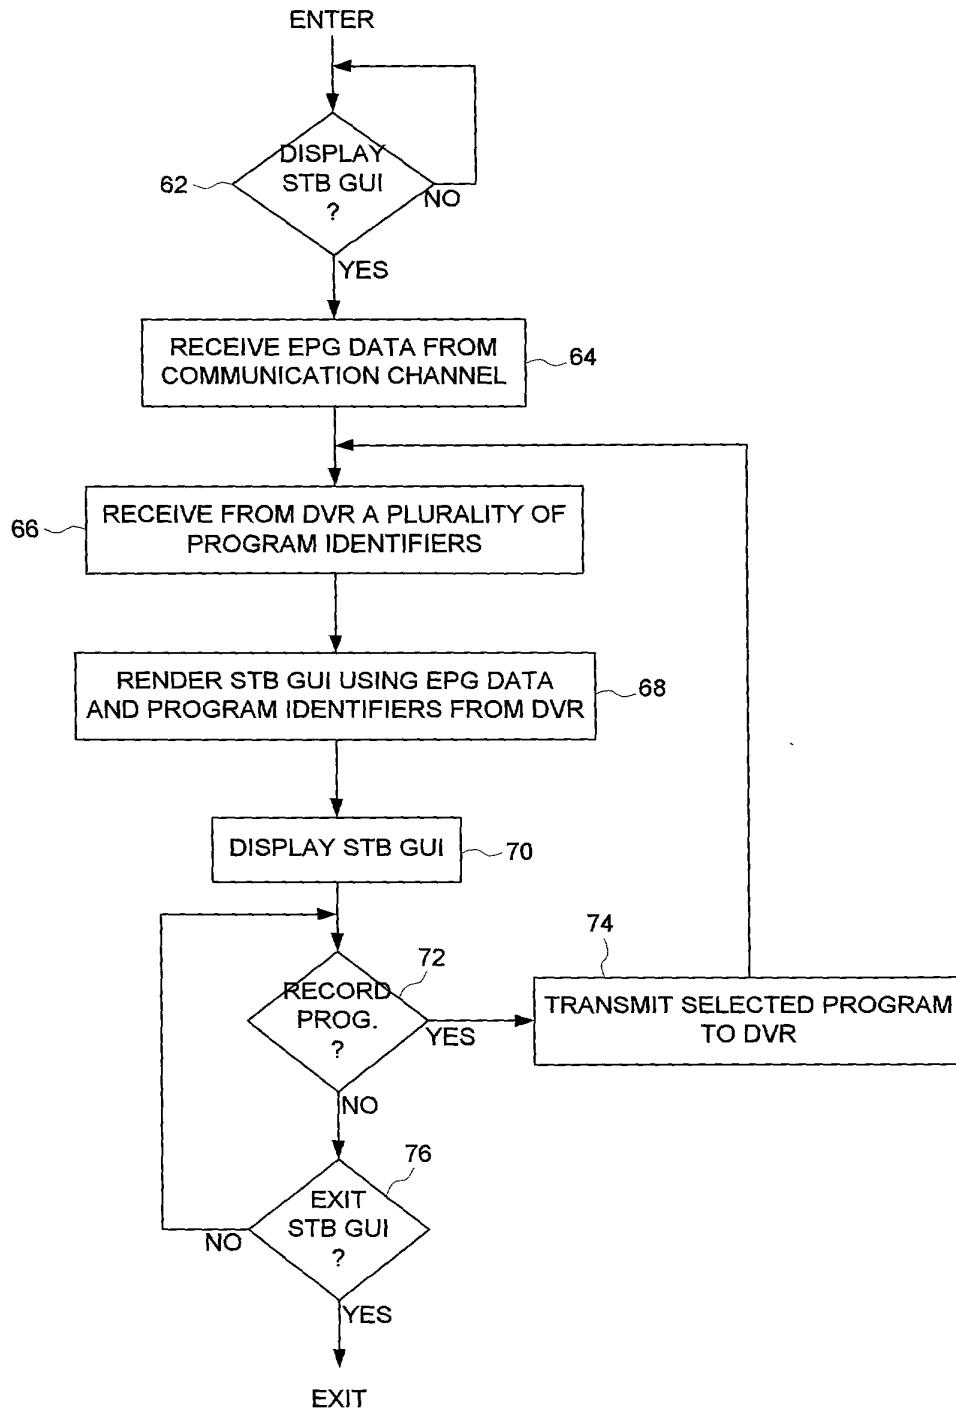 ENTER
DISPLAY
STB GUI
?
62
NO
YES
RECEIVE EPG DATA FROM
COMMUNICATION CHANNEL
64
RECEIVE FROM DVR A PLURALITY OF
PROGRAM IDENTIFIERS
66
RENDER STB GUI USING EPG DATA
AND PROGRAM IDENTIFIERS FROM DVR
68
DISPLAY STB GUI
70
RECORD
PROG.
?
72
YES
74
TRANSMIT SELECTED PROGRAM
TO DVR
NO
76
EXIT
STB GUI
?
NO
YES
EXIT